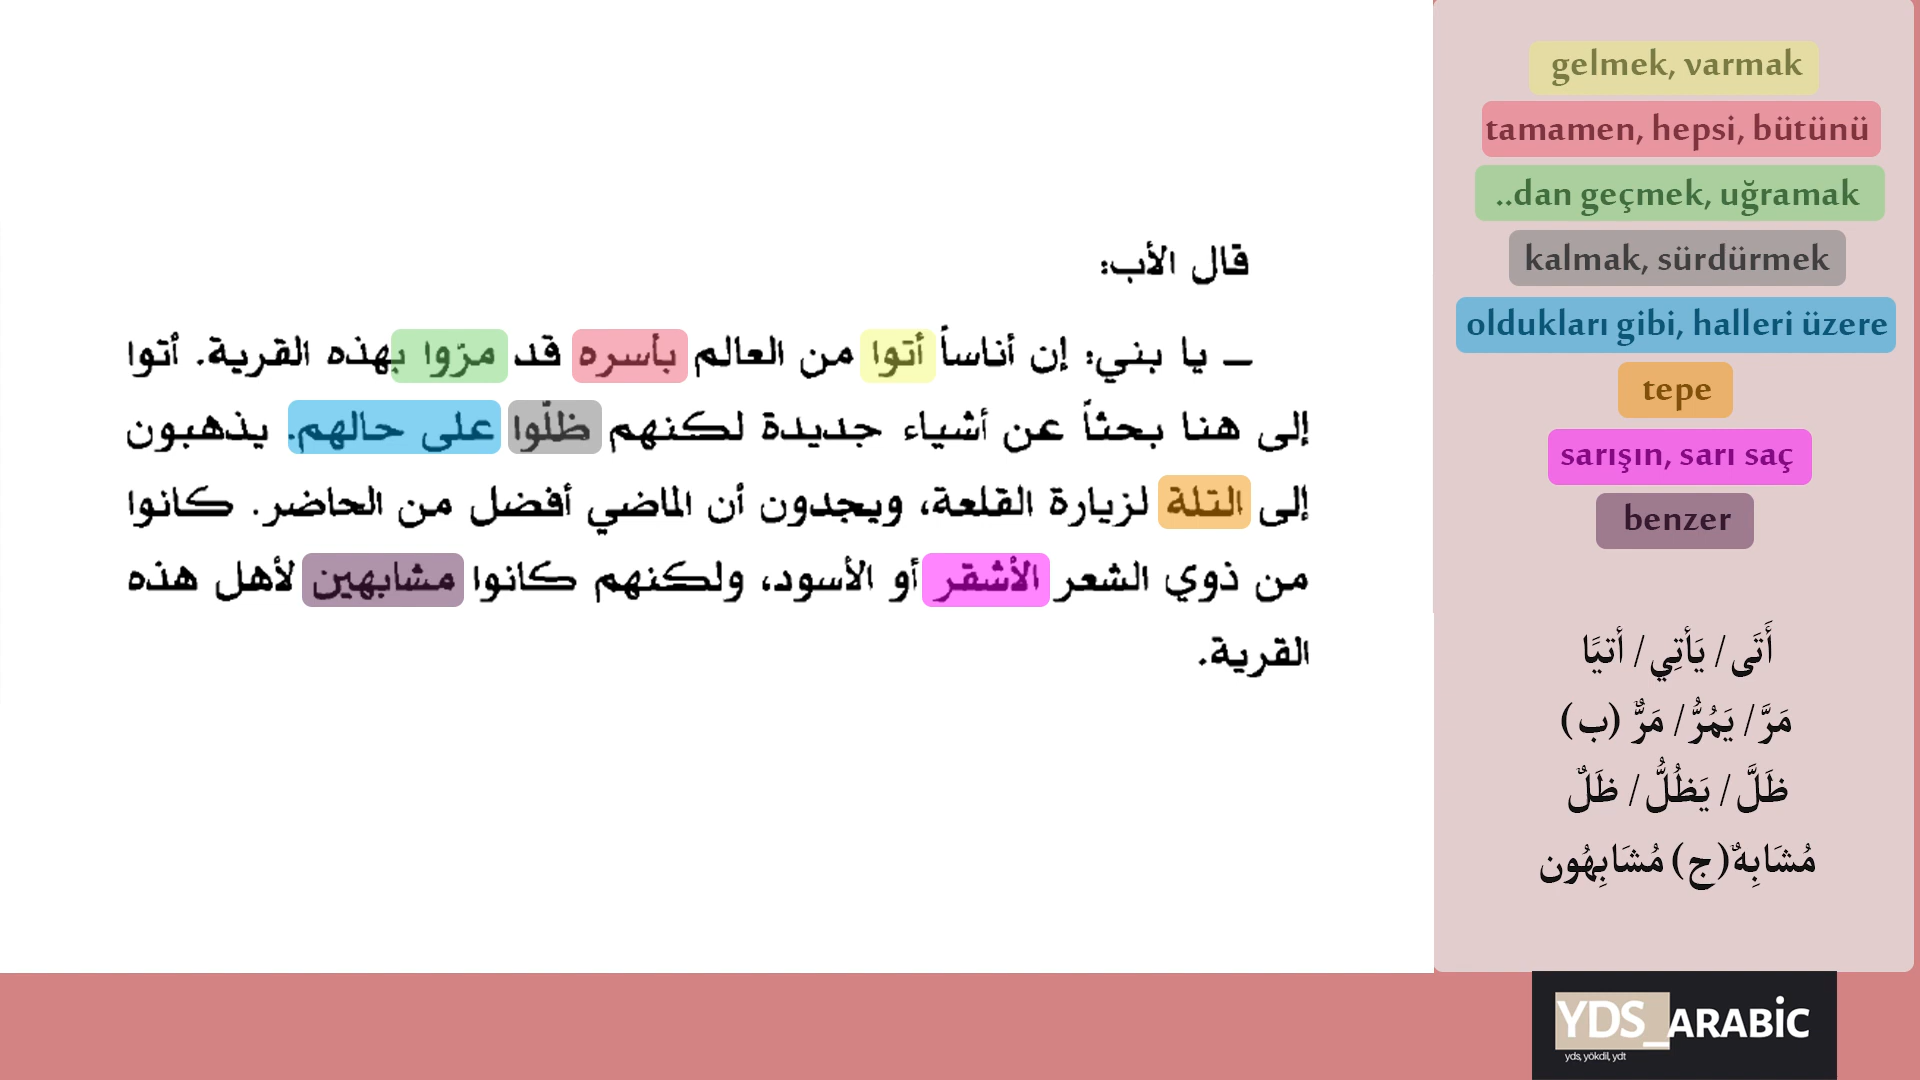 قال الأب:
ـ يا بني: إن أناساً أتوا من العالم بأسره قد مرّوا بهذه القرية. أتوا
إلى هنا بحثاً عن أشياء جديدة لكنهم ظلّوا على حالهم. يذهبون
إلى التلة لزيارة القلعة، ويجدون أن الماضي أفضل من الحاضر. كانوا
من ذوي الشعر الأشقر أو الأسود، ولكنهم كانوا مشابهين لأهل هذه
القرية.
gelmek, varmak
tamamen, hepsi, bütünü
..dan geçmek, uğramak
kalmak, sürdürmek
oldukları gibi, halleri üzere
tepe
sarışın, sarı saç
benzer
أَتَى / يَأتِي / أتيًا
مَرَّ / يَمُرُّ / مَرٌّ (ب)
ظَلَّ / يَظُلُّ / ظَلٌ
مُشَابِهٌ (ج) مُشَابِهُون
YDS_ARABİC
yds, yökdil, ydt